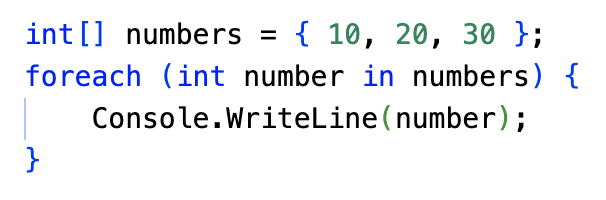 int[] numbers = { 10, 20, 30 };
foreach (int number in numbers) {
    Console.WriteLine(number);
}